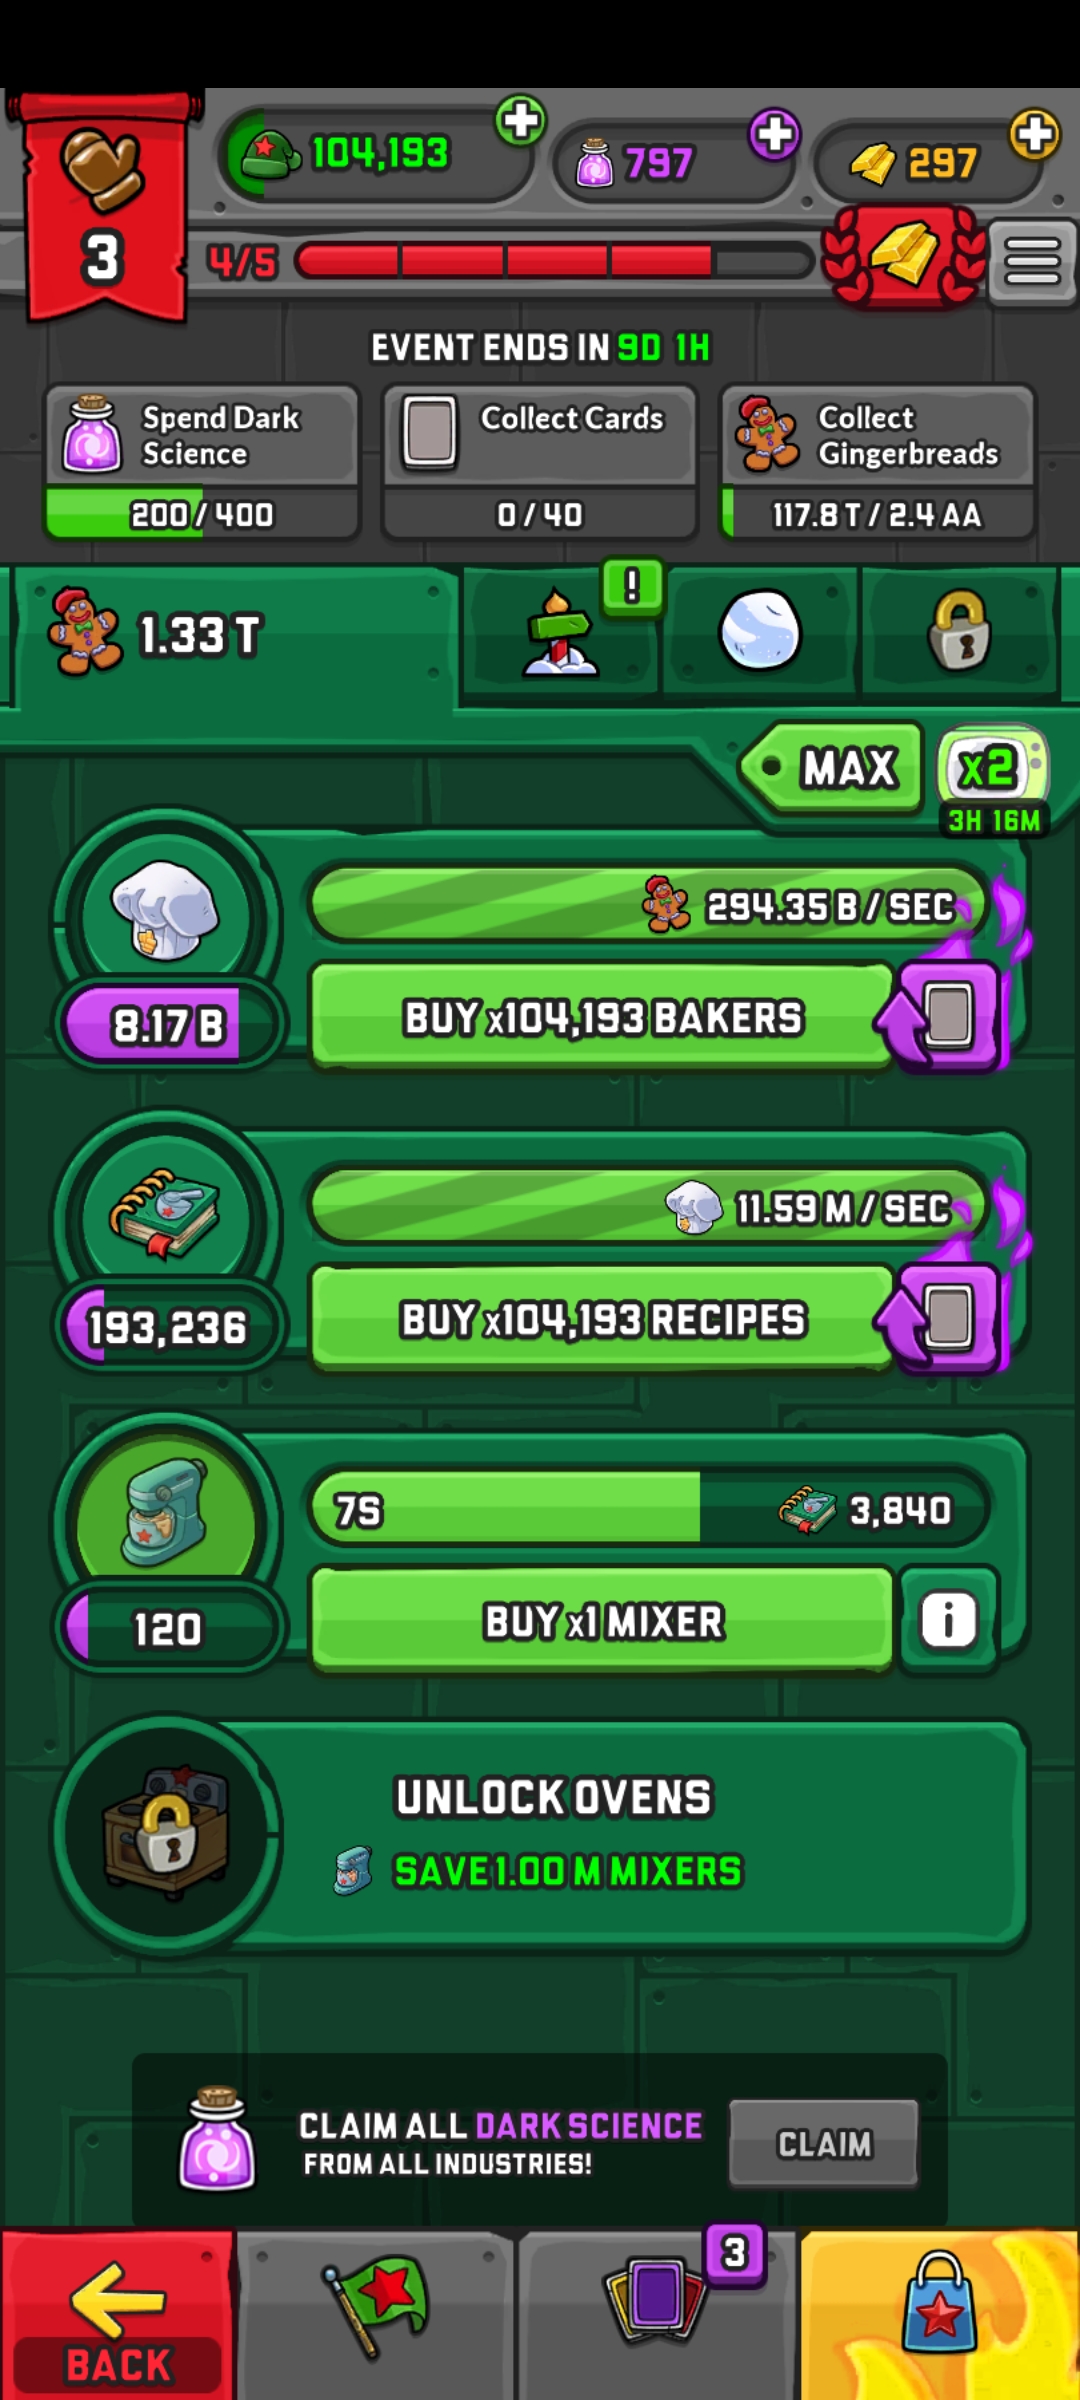 104,193
797
297
3
4/5
EVENT ENDS IN 9D 1H
Spend Dark
Science
200 / 400
Collect Cards
0 / 40
Collect
Gingerbreads
117.8 T / 2.4 AA
1.33 T
!
MAX
x2
3H 16M
294.35 B / SEC
8.17 B
BUY x104,193 BAKERS
11.59 M / SEC
193,236
BUY x104,193 RECIPES
7S
3,840
120
BUY x1 MIXER
i
UNLOCK OVENS
SAVE 1.00 M MIXERS
CLAIM ALL DARK SCIENCE
FROM ALL INDUSTRIES!
CLAIM
3
BACK